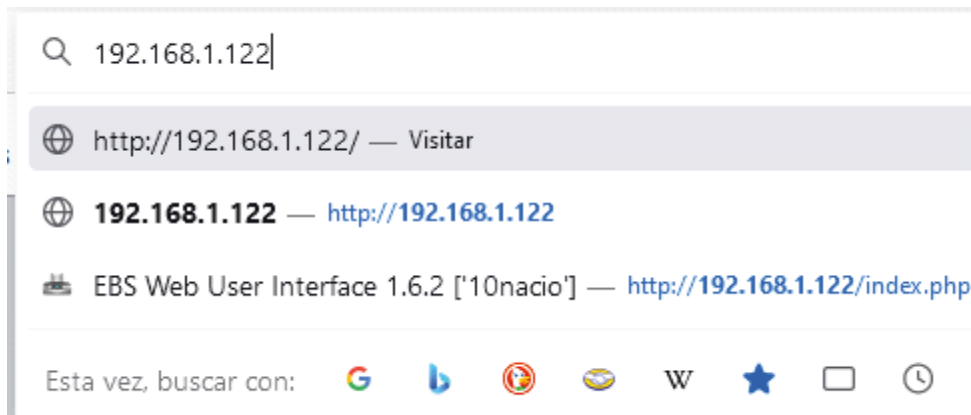 192.168.1.122
http://192.168.1.122/ — Visitar
192.168.1.122 — http://192.168.1.122
EBS Web User Interface 1.6.2 ['10nacio'] — http://192.168.1.122/index.php
Esta vez, buscar con: